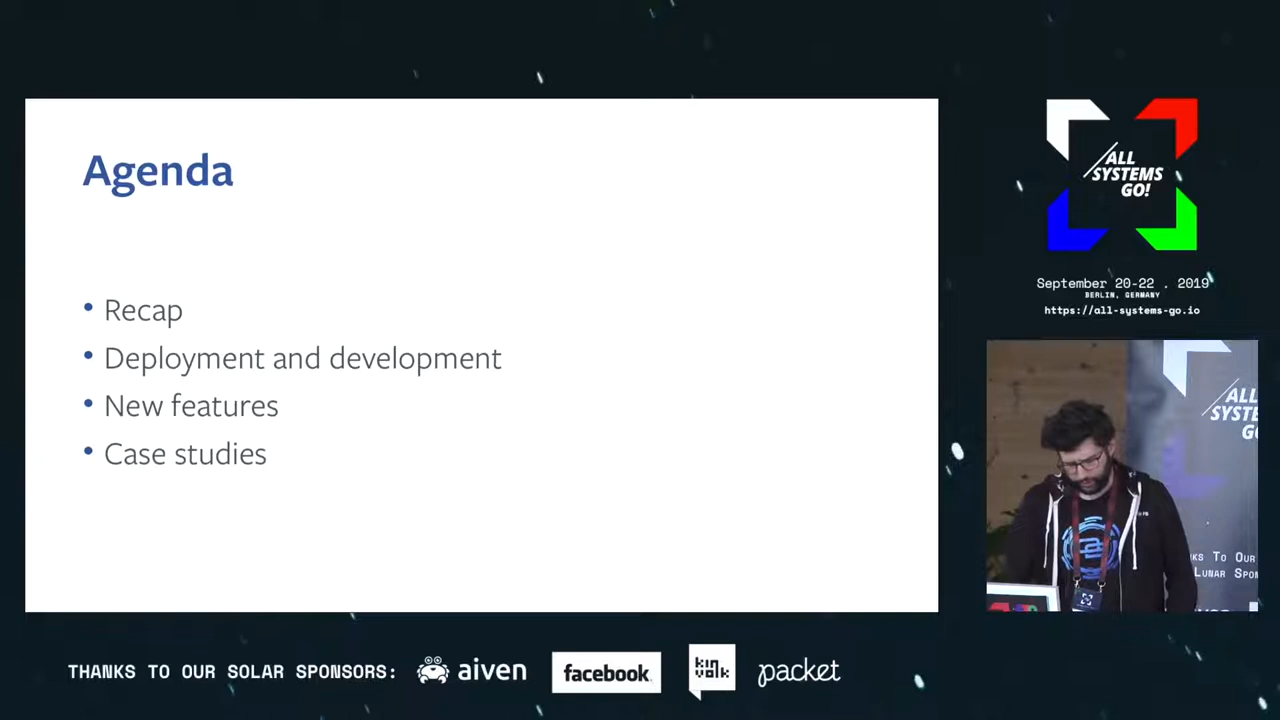 Agenda
• Recap
• Deployment and development
• New features
• Case studies
ALL
SYSTEMS
GO!
September 20-22 . 2019
BERLIN, GERMANY
https://all-systems-go.io
THANKS TO OUR SOLAR SPONSORS:
aiven
facebook
kinvolk
packet